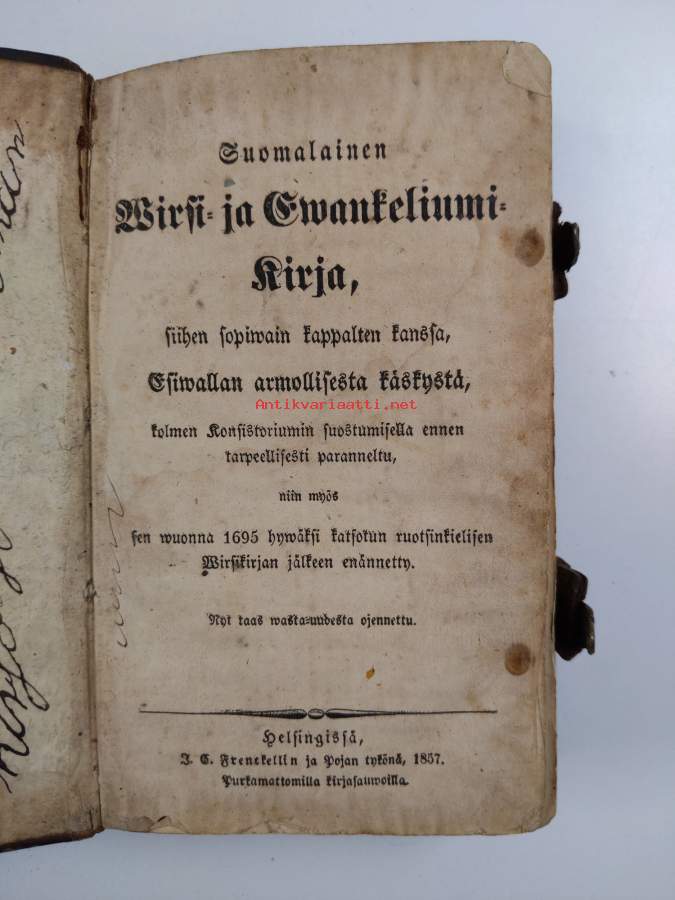 Suomalainen
Wirsi- ja Ewankeliumi-
Kirja,
siihen sopiwain kappalten kanssa,
Esiwallan armollisesta käskystä,
Antikvariaatti.net
kolmen Konsistoriumin suostumisella ennen
tarpeellisesti paranneltu,
niin myös
sen wuonna 1695 hywäksi katsotun ruotsinkielisen
Wirsikirjan jälkeen enännetty.
Nyt taas wasta-uudesta ojennettu.
Helsingissä,
J. C. Frenckellin ja Pojan tykönä, 1857.
Purkamattomilla kirjasauwoilla.